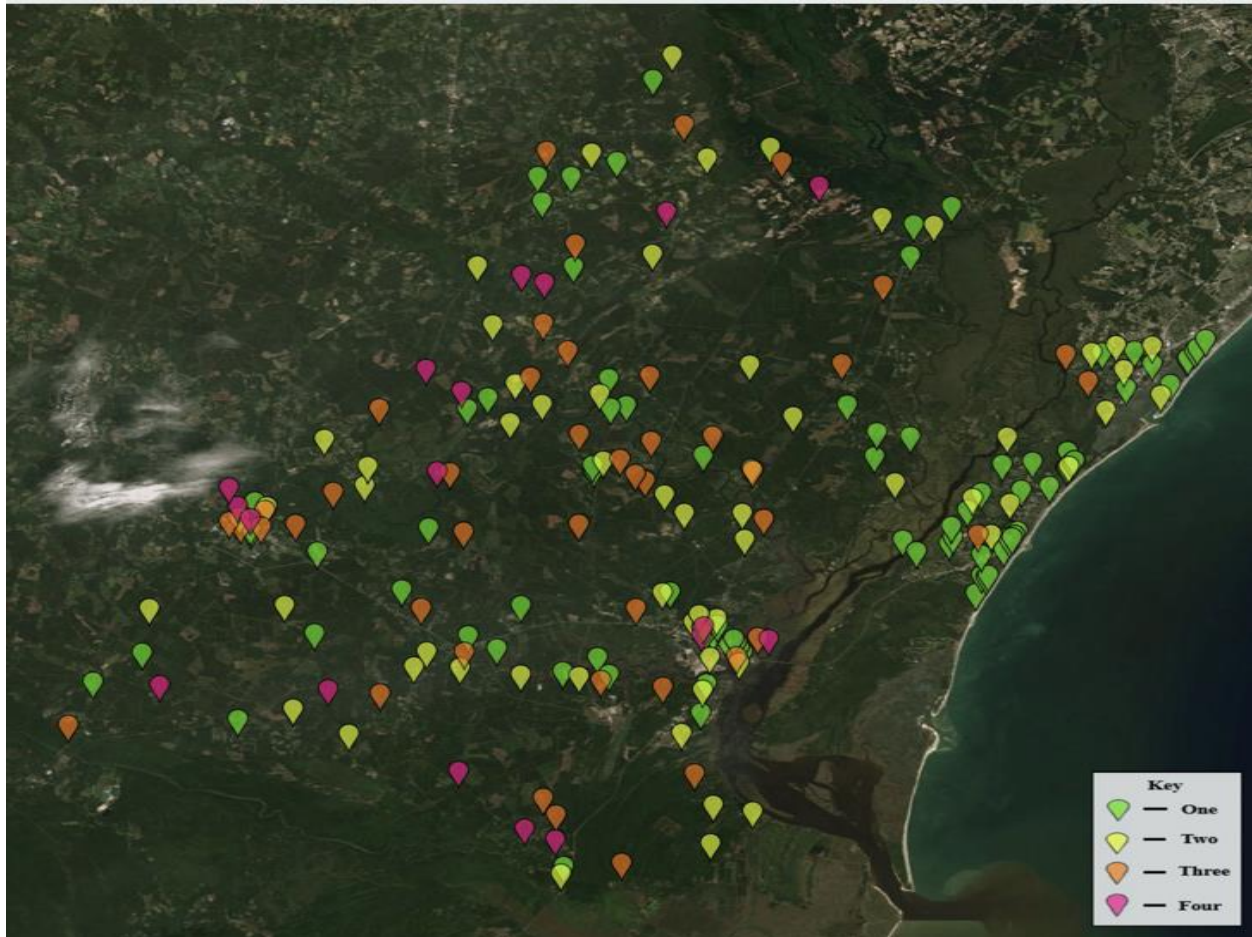 Key
— One
— Two
— Three
— Four